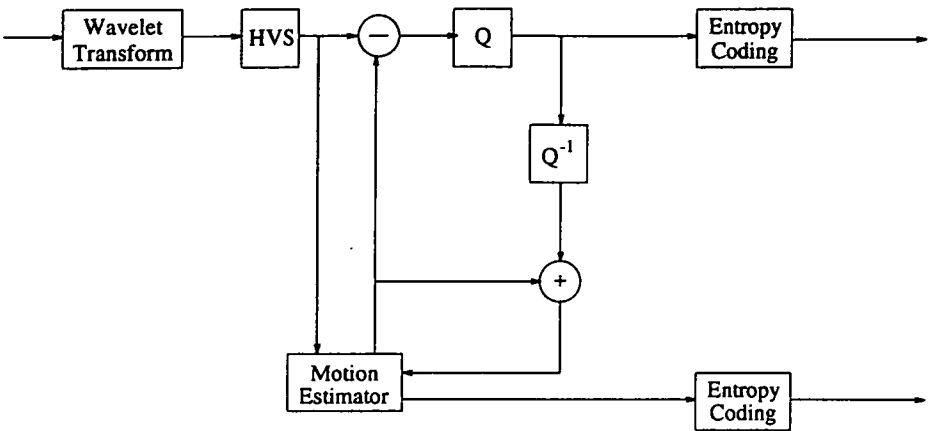 Wavelet
Transform
HVS
−
Q
Entropy
Coding
Q⁻¹
+
Motion
Estimator
Entropy
Coding